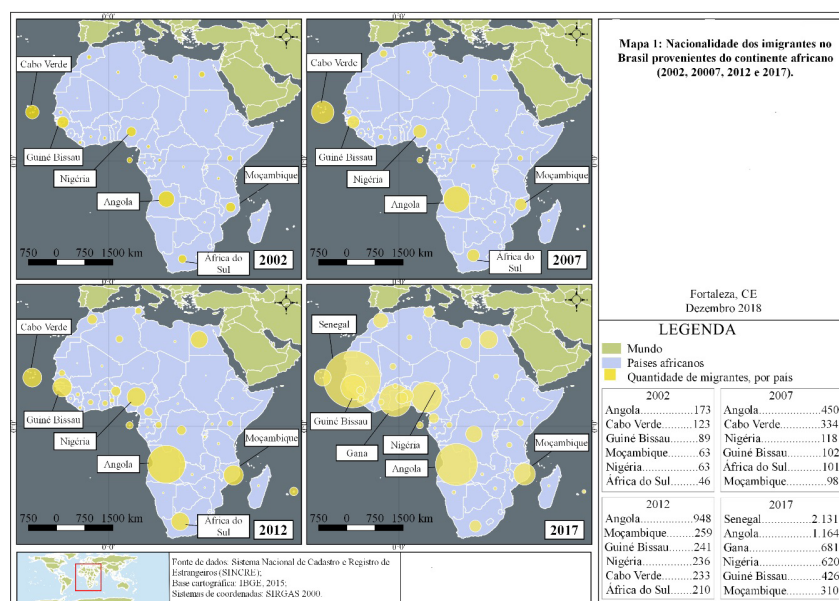 Mapa 1: Nacionalidade dos imigrantes no
Brasil provenientes do continente africano
(2002, 20007, 2012 e 2017).
0°0'
Cabo Verde
Guiné Bissau
Nigéria
Angola
Moçambique
África do
Sul
750 0 750 1500 km
2002
0°0'
Cabo Verde
Guiné Bissau
Nigéria
Angola
Moçambique
África do
Sul
750 0 750 1500 km
2007
0°0'
Cabo Verde
Guiné Bissau
Nigéria
Angola
Moçambique
África do
Sul
750 0 750 1500 km
2012
0°0'
Senegal
Guiné Bissau
Gana
Nigéria
Angola
Moçambique
750 0 750 1500 km
2017
Fortaleza, CE
Dezembro 2018
LEGENDA
Mundo
Paises africanos
Quantidade de migrantes, por país
2002
Angola..............173
Cabo Verde.......123
Guiné Bissau.......89
Moçambique.......63
Nigéria................63
África do Sul.......46
2007
Angola..............450
Cabo Verde.......334
Nigéria..............118
Guiné Bissau.....102
África do Sul.....101
Moçambique.......98
2012
Angola..............948
Moçambique.....259
Guiné Bissau.....241
Nigéria..............236
Cabo Verde.......233
África do Sul.....210
2017
Senegal...........2.131
Angola............1.164
Gana.................681
Nigéria..............620
Guiné Bissau.....426
Moçambique.....310
Fonte de dados: Sistema Nacional de Cadastro e Registro de
Estrangeiros (SINCRE);
Base cartográfica: IBGE, 2015;
Sistemas de coordenadas: SIRGAS 2000.